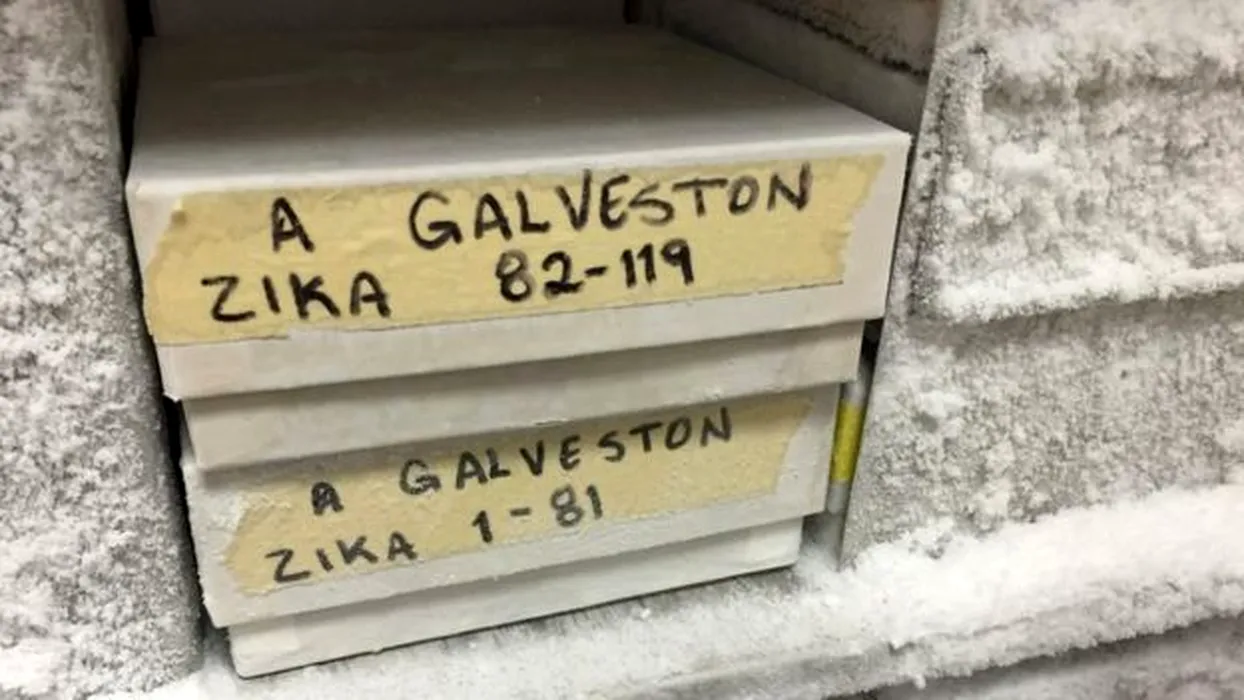 A GALVESTON
ZIKA 82-119
A GALVESTON
ZIKA 1-81